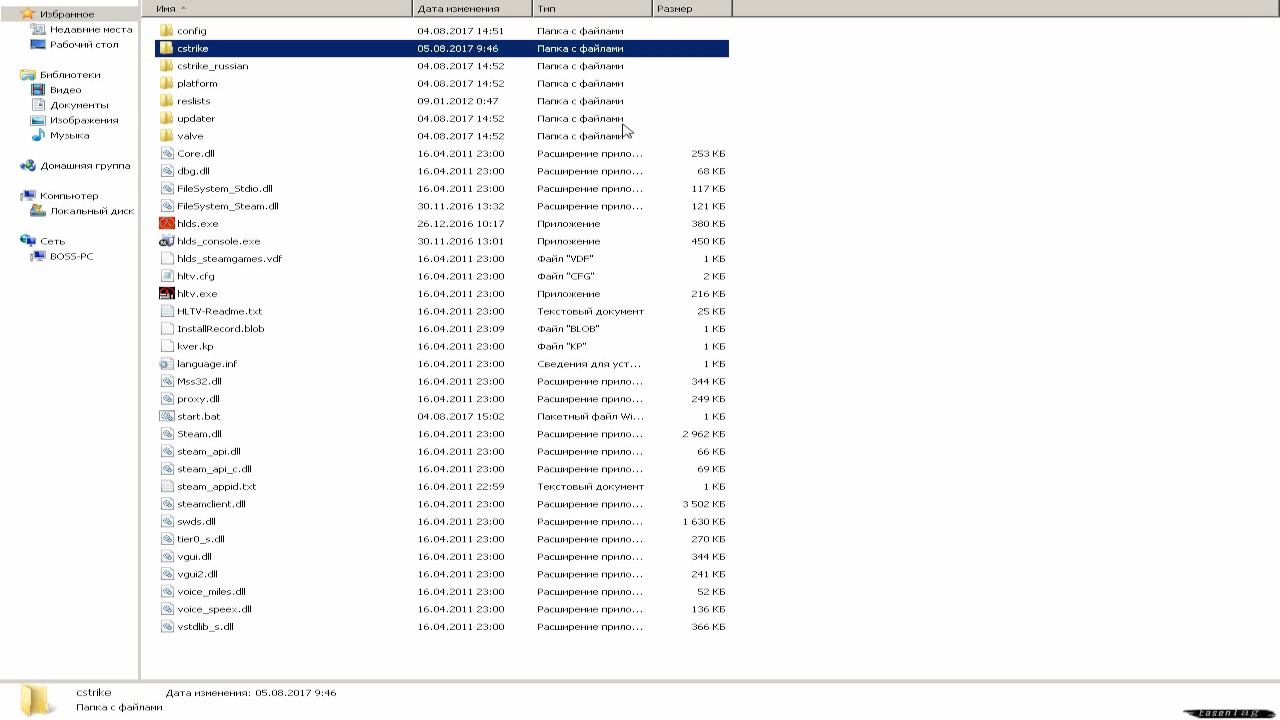 Избранное
Недавние места
Рабочий стол
Библиотеки
Видео
Документы
Изображения
Музыка
Домашняя группа
Компьютер
Локальный диск
Сеть
BOSS-PC
Имя Дата изменения Тип Размер
config 04.08.2017 14:51 Папка с файлами
cstrike 05.08.2017 9:46 Папка с файлами
cstrike_russian 04.08.2017 14:52 Папка с файлами
platform 04.08.2017 14:52 Папка с файлами
reslists 09.01.2012 0:47 Папка с файлами
updater 04.08.2017 14:52 Папка с файлами
valve 04.08.2017 14:52 Папка с файлами
Core.dll 16.04.2011 23:00 Расширение прило... 253 КБ
dbg.dll 16.04.2011 23:00 Расширение прило... 68 КБ
FileSystem_Stdio.dll 16.04.2011 23:00 Расширение прило... 117 КБ
FileSystem_Steam.dll 30.11.2016 13:32 Расширение прило... 121 КБ
hlds.exe 26.12.2016 10:17 Приложение 380 КБ
hlds_console.exe 30.11.2016 13:01 Приложение 450 КБ
hlds_steamgames.vdf 16.04.2011 23:00 Файл "VDF" 1 КБ
hltv.cfg 16.04.2011 23:00 Файл "CFG" 2 КБ
hltv.exe 16.04.2011 23:00 Приложение 216 КБ
HLTV-Readme.txt 16.04.2011 23:00 Текстовый документ 25 КБ
InstallRecord.blob 16.04.2011 23:09 Файл "BLOB" 1 КБ
kver.kp 16.04.2011 23:00 Файл "KP" 1 КБ
language.inf 16.04.2011 23:00 Сведения для уст... 1 КБ
Mss32.dll 16.04.2011 23:00 Расширение прило... 344 КБ
proxy.dll 16.04.2011 23:00 Расширение прило... 249 КБ
start.bat 04.08.2017 15:02 Пакетный файл Wi... 1 КБ
Steam.dll 16.04.2011 23:00 Расширение прило... 2 962 КБ
steam_api.dll 16.04.2011 23:00 Расширение прило... 66 КБ
steam_api_c.dll 16.04.2011 23:00 Расширение прило... 69 КБ
steam_appid.txt 16.04.2011 22:59 Текстовый документ 1 КБ
steamclient.dll 16.04.2011 23:00 Расширение прило... 3 502 КБ
swds.dll 16.04.2011 23:00 Расширение прило... 1 630 КБ
tier0_s.dll 16.04.2011 23:00 Расширение прило... 270 КБ
vgui.dll 16.04.2011 23:00 Расширение прило... 344 КБ
vgui2.dll 16.04.2011 23:00 Расширение прило... 241 КБ
voice_miles.dll 16.04.2011 23:00 Расширение прило... 52 КБ
voice_speex.dll 16.04.2011 23:00 Расширение прило... 136 КБ
vstdlib_s.dll 16.04.2011 23:00 Расширение прило... 366 КБ
cstrike Дата изменения: 05.08.2017 9:46
Папка с файлами